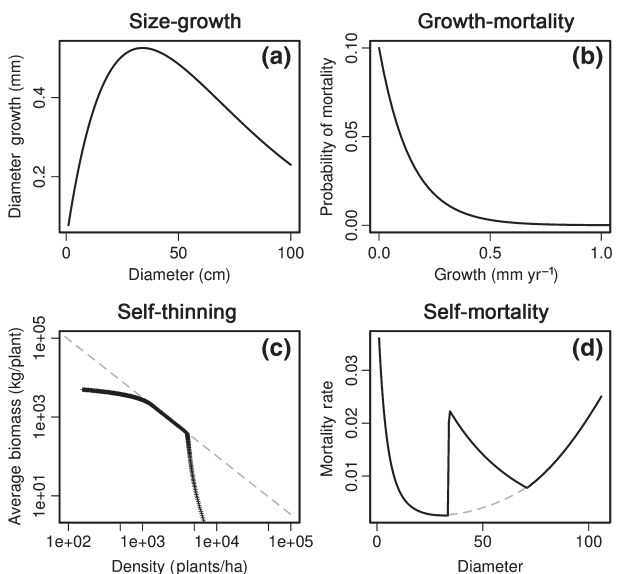 Size-growth
(a)
Diameter growth (mm)
0.2
0.4
0
50
100
Diameter (cm)
Growth-mortality
(b)
Probability of mortality
0.00
0.05
0.10
0.0
0.5
1.0
Growth (mm yr⁻¹)
Self-thinning
(c)
Average biomass (kg/plant)
1e+01
1e+03
1e+05
1e+02
1e+03
1e+04
1e+05
Density (plants/ha)
Self-mortality
(d)
Mortality rate
0.01
0.02
0.03
0
50
100
Diameter